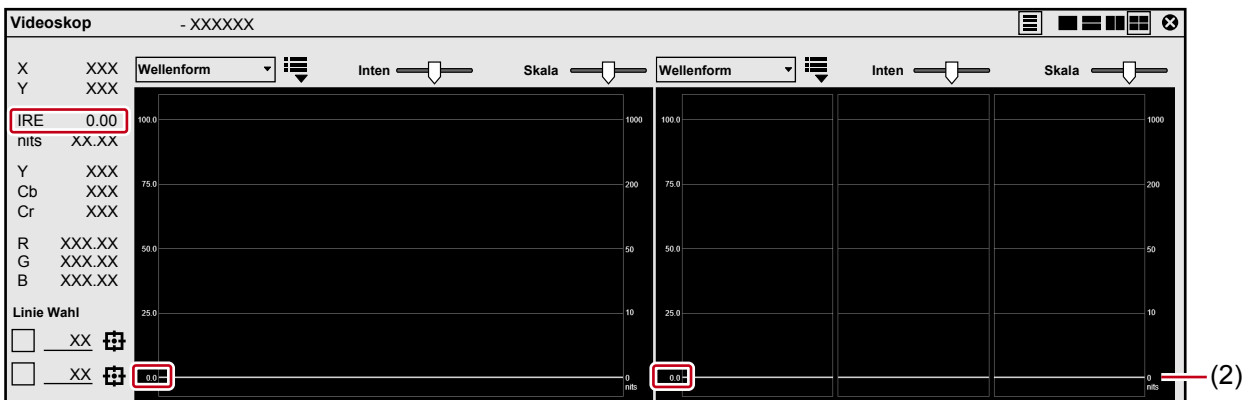 Videoskop - XXXXXX
X XXX
Y XXX
IRE 0.00
nits XX.XX
Y XXX
Cb XXX
Cr XXX
R XXX.XX
G XXX.XX
B XXX.XX
Linie Wahl
XX
XX
Wellenform Inten Skala
100.0 1000
75.0 200
50.0 50
25.0 10
0.0 0
nits
Wellenform Inten Skala
100.0 1000
75.0 200
50.0 50
25.0 10
0.0 0
nits
(2)